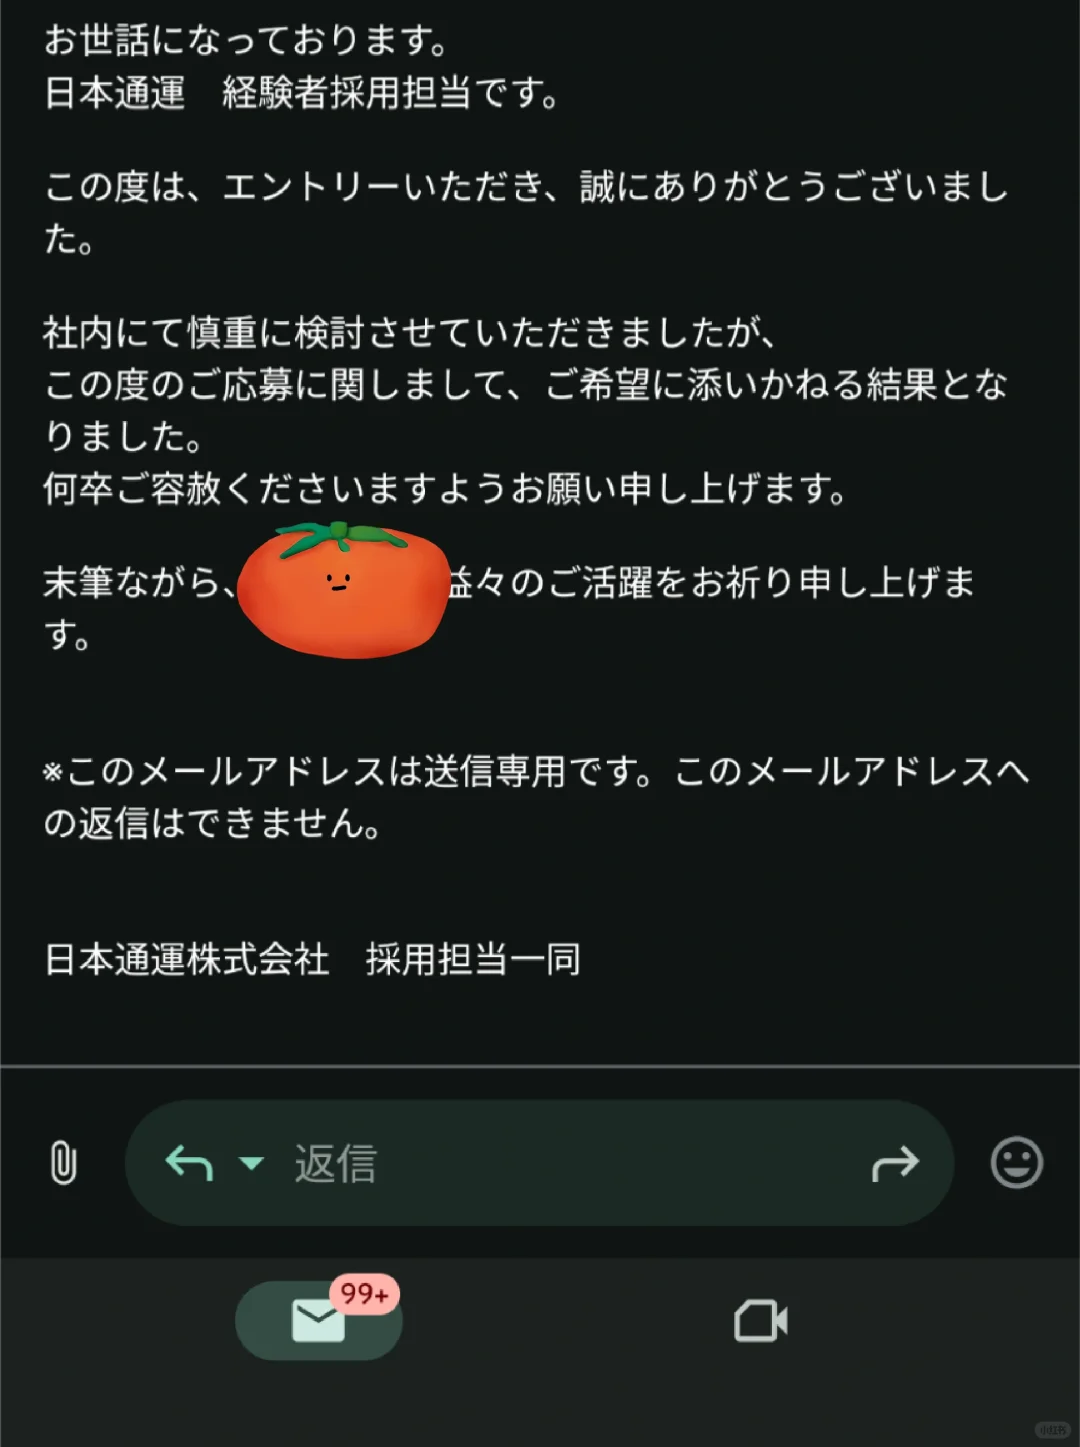 お世話になっております。
日本通運　経験者採用担当です。
この度は、エントリーいただき、誠にありがとうございまし
た。
社内にて慎重に検討させていただきましたが、
この度のご応募に関しまして、ご希望に添いかねる結果とな
りました。
何卒ご容赦くださいますようお願い申し上げます。
末筆ながら、
益々のご活躍をお祈り申し上げま
す。
※このメールアドレスは送信専用です。このメールアドレスへ
の返信はできません。
日本通運株式会社　採用担当一同
返信
99+
小红书